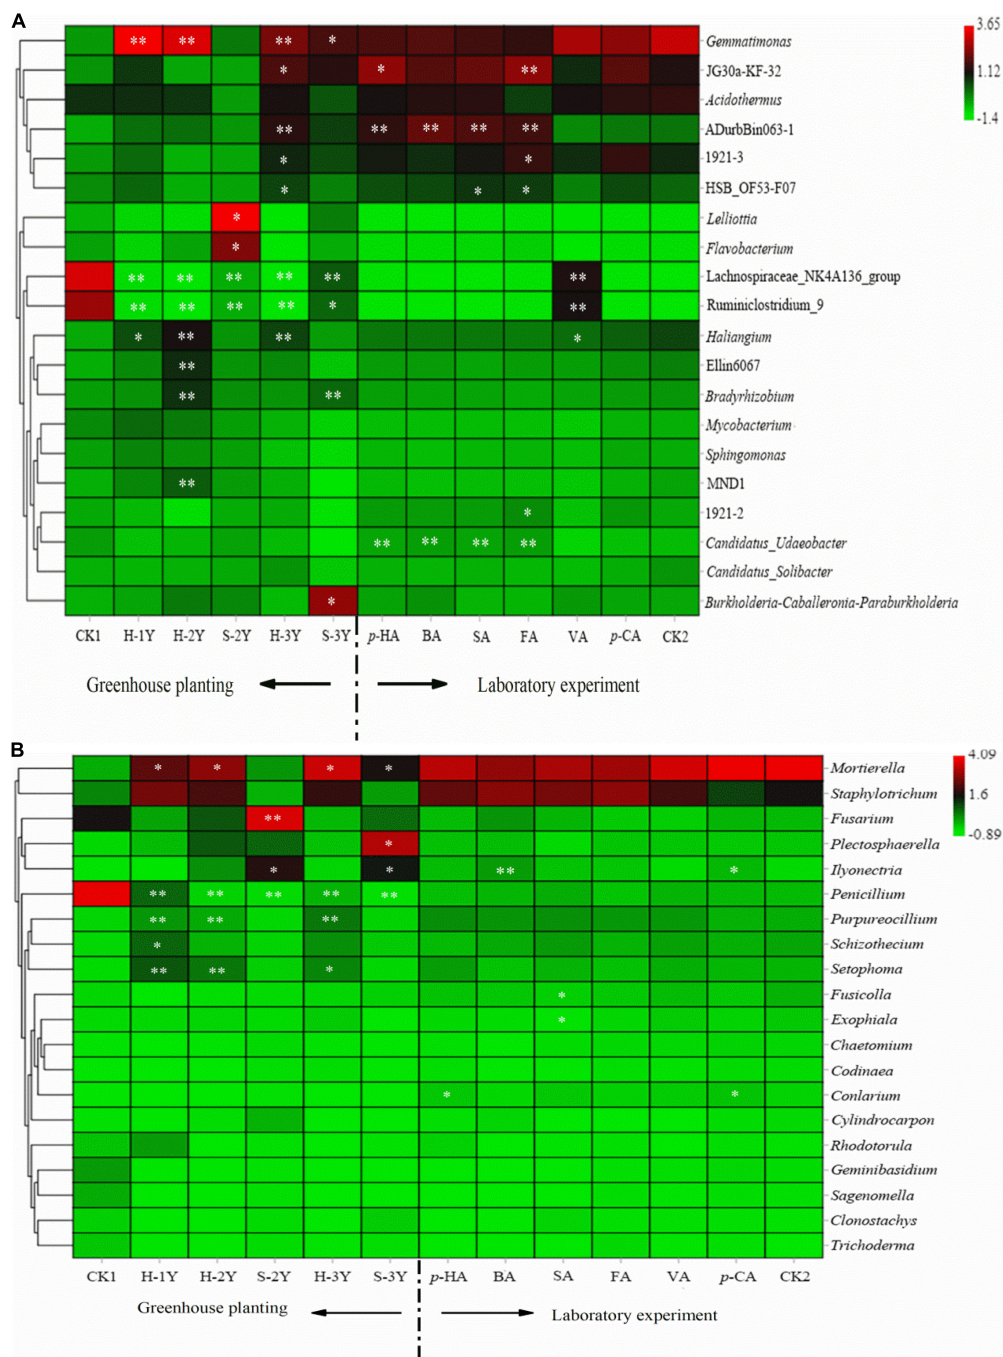 A
3.65
1.12
-1.4
** ** ** * Gemmatimonas
* * ** JG30a-KF-32
Acidothermus
** ** ** ** ** ADurbBin063-1
* * 1921-3
* * * HSB_OF53-F07
* Lelliottia
* Flavobacterium
** ** ** ** ** ** Lachnospiraceae_NK4A136_group
** ** ** ** * ** Ruminiclostridium_9
* ** ** * Haliangium
** Ellin6067
** ** Bradyrhizobium
Mycobacterium
Sphingomonas
** MND1
* 1921-2
** ** ** ** Candidatus_Udaeobacter
Candidatus_Solibacter
* Burkholderia-Caballeronia-Paraburkholderia
CK1 H-1Y H-2Y S-2Y H-3Y S-3Y p-HA BA SA FA VA p-CA CK2
Greenhouse planting Laboratory experiment
B
4.09
1.6
-0.89
* * * * Mortierella
Staphylotrichum
** Fusarium
* Plectosphaerella
* * ** * Ilyonectria
** ** ** ** ** Penicillium
** ** ** Purpureocillium
* Schizothecium
** ** * Setophoma
* Fusicolla
* Exophiala
Chaetomium
Codinaea
* * Conlarium
Cylindrocarpon
Rhodotorula
Geminibasidium
Sagenomella
Clonostachys
Trichoderma
CK1 H-1Y H-2Y S-2Y H-3Y S-3Y p-HA BA SA FA VA p-CA CK2
Greenhouse planting Laboratory experiment